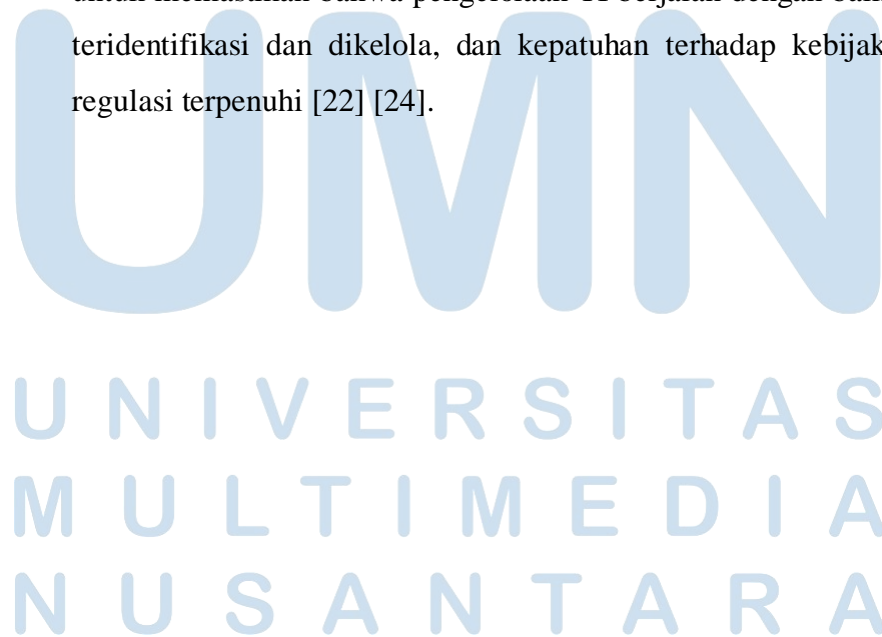 teridentifikasi dan dikelola, dan kepatuhan terhadap kebijak
regulasi terpenuhi [22] [24].
UMN
UNIVERSITAS
MULTIMEDIA
NUSANTARA